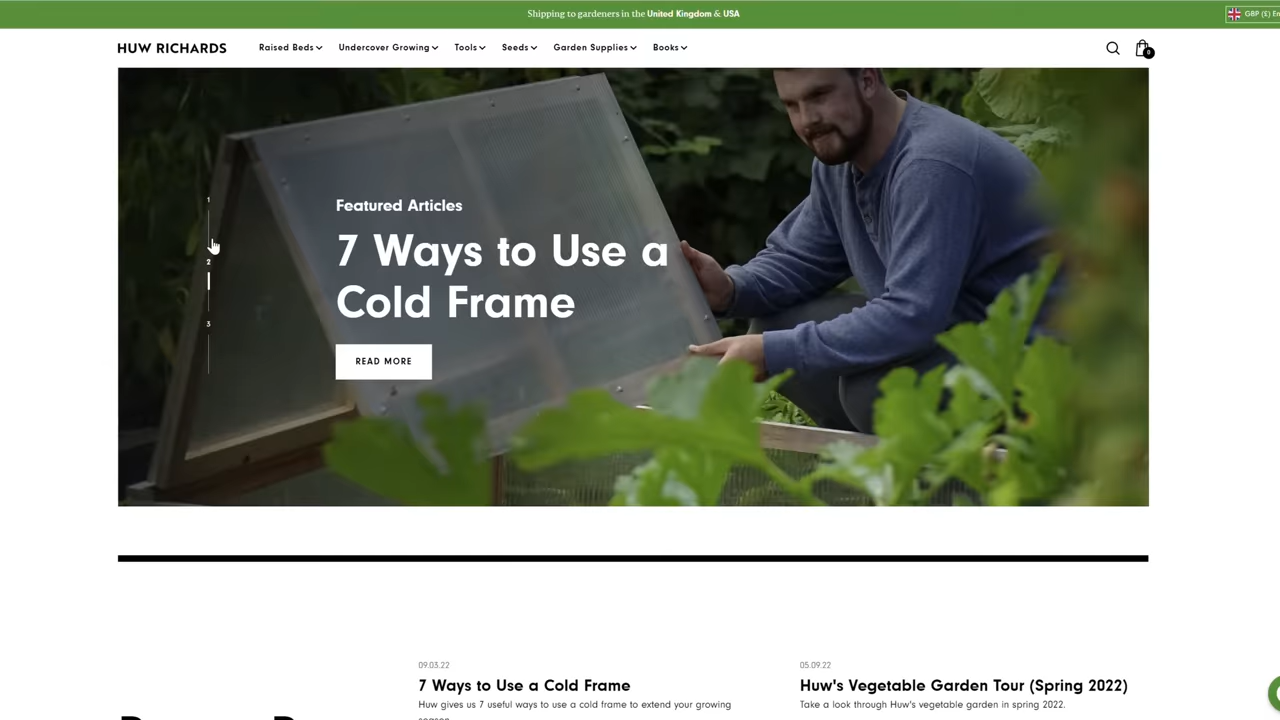 Shipping to gardeners in the United Kingdom & USA
GBP (£)
HUW RICHARDS
Raised Beds
Undercover Growing
Tools
Seeds
Garden Supplies
Books
0
1
2
3
Featured Articles
7 Ways to Use a
Cold Frame
READ MORE
09.03.22
7 Ways to Use a Cold Frame
Huw gives us 7 useful ways to use a cold frame to extend your growing
season
05.09.22
Huw's Vegetable Garden Tour (Spring 2022)
Take a look through Huw's vegetable garden in spring 2022.